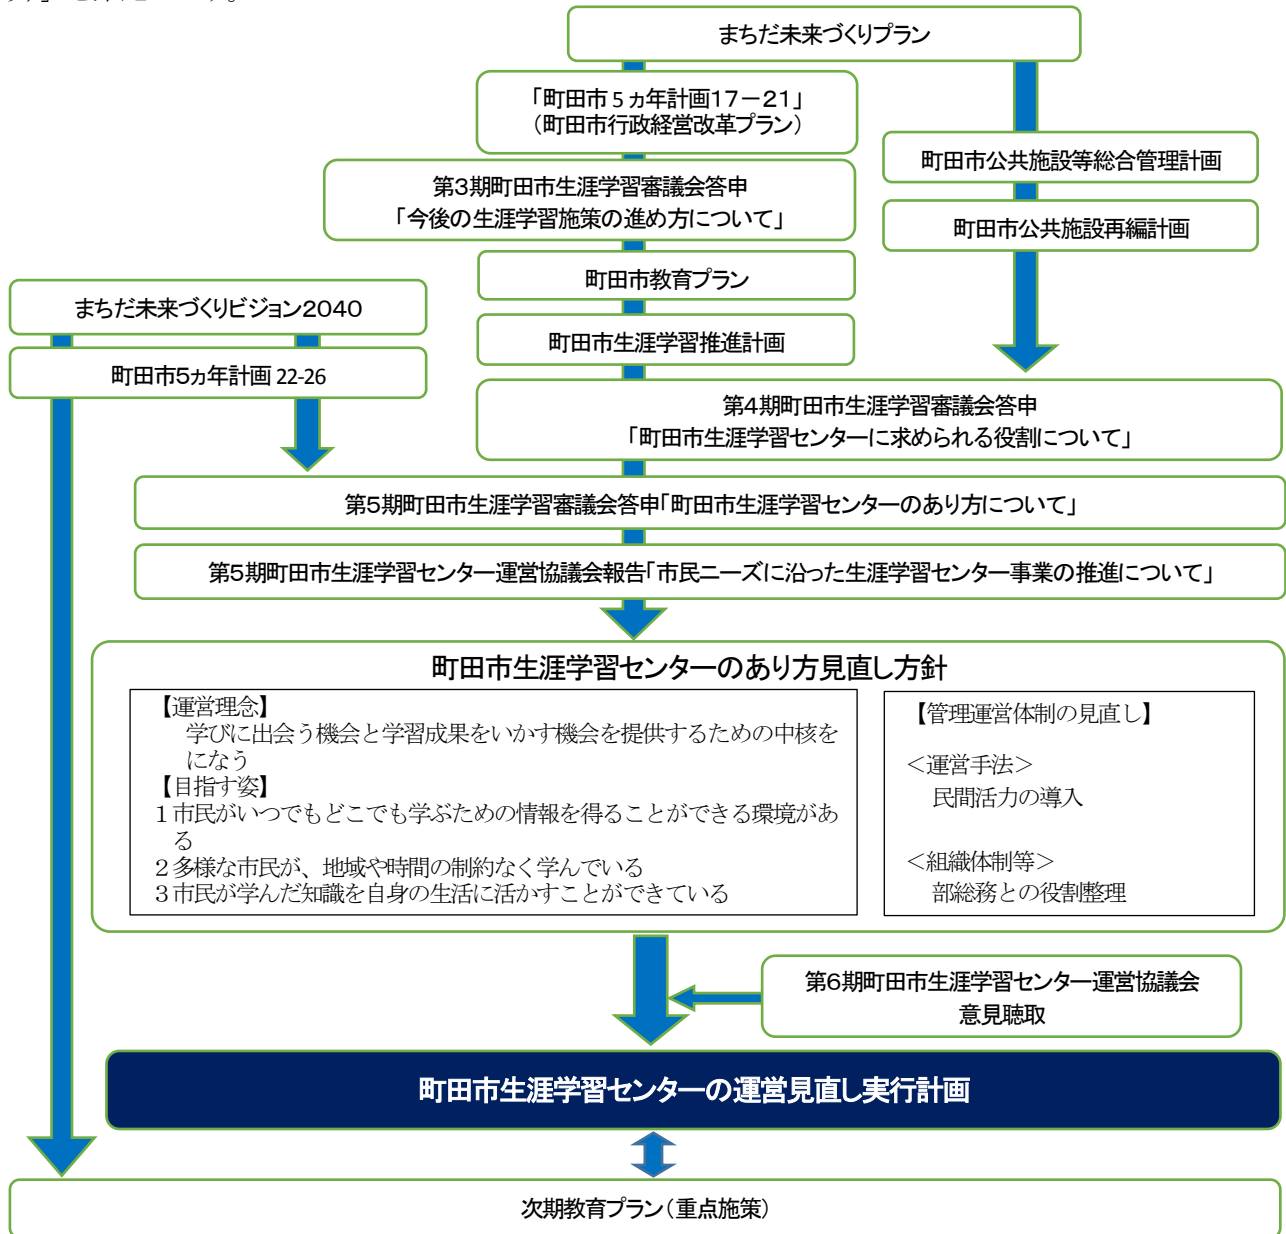 まちだ未来づくりプラン
「町田市5ヵ年計画17－21」
（町田市行政経営改革プラン）
町田市公共施設等総合管理計画
第3期町田市生涯学習審議会答申
「今後の生涯学習施策の進め方について」
町田市公共施設再編計画
町田市教育プラン
まちだ未来づくりビジョン2040
町田市生涯学習推進計画
町田市5ヵ年計画 22-26
第4期町田市生涯学習審議会答申
「町田市生涯学習センターに求められる役割について」
第5期町田市生涯学習審議会答申「町田市生涯学習センターのあり方について」
第5期町田市生涯学習センター運営協議会報告「市民ニーズに沿った生涯学習センター事業の推進について」
町田市生涯学習センターのあり方見直し方針
【運営理念】
学びに出会う機会と学習成果をいかす機会を提供するための中核を
になう
【目指す姿】
1市民がいつでもどこでも学ぶための情報を得ることができる環境があ
る
2多様な市民が、地域や時間の制約なく学んでいる
3市民が学んだ知識を自身の生活に活かすことができている
【管理運営体制の見直し】
＜運営手法＞
民間活力の導入
＜組織体制等＞
部総務との役割整理
第6期町田市生涯学習センター運営協議会
意見聴取
町田市生涯学習センターの運営見直し実行計画
次期教育プラン（重点施策）